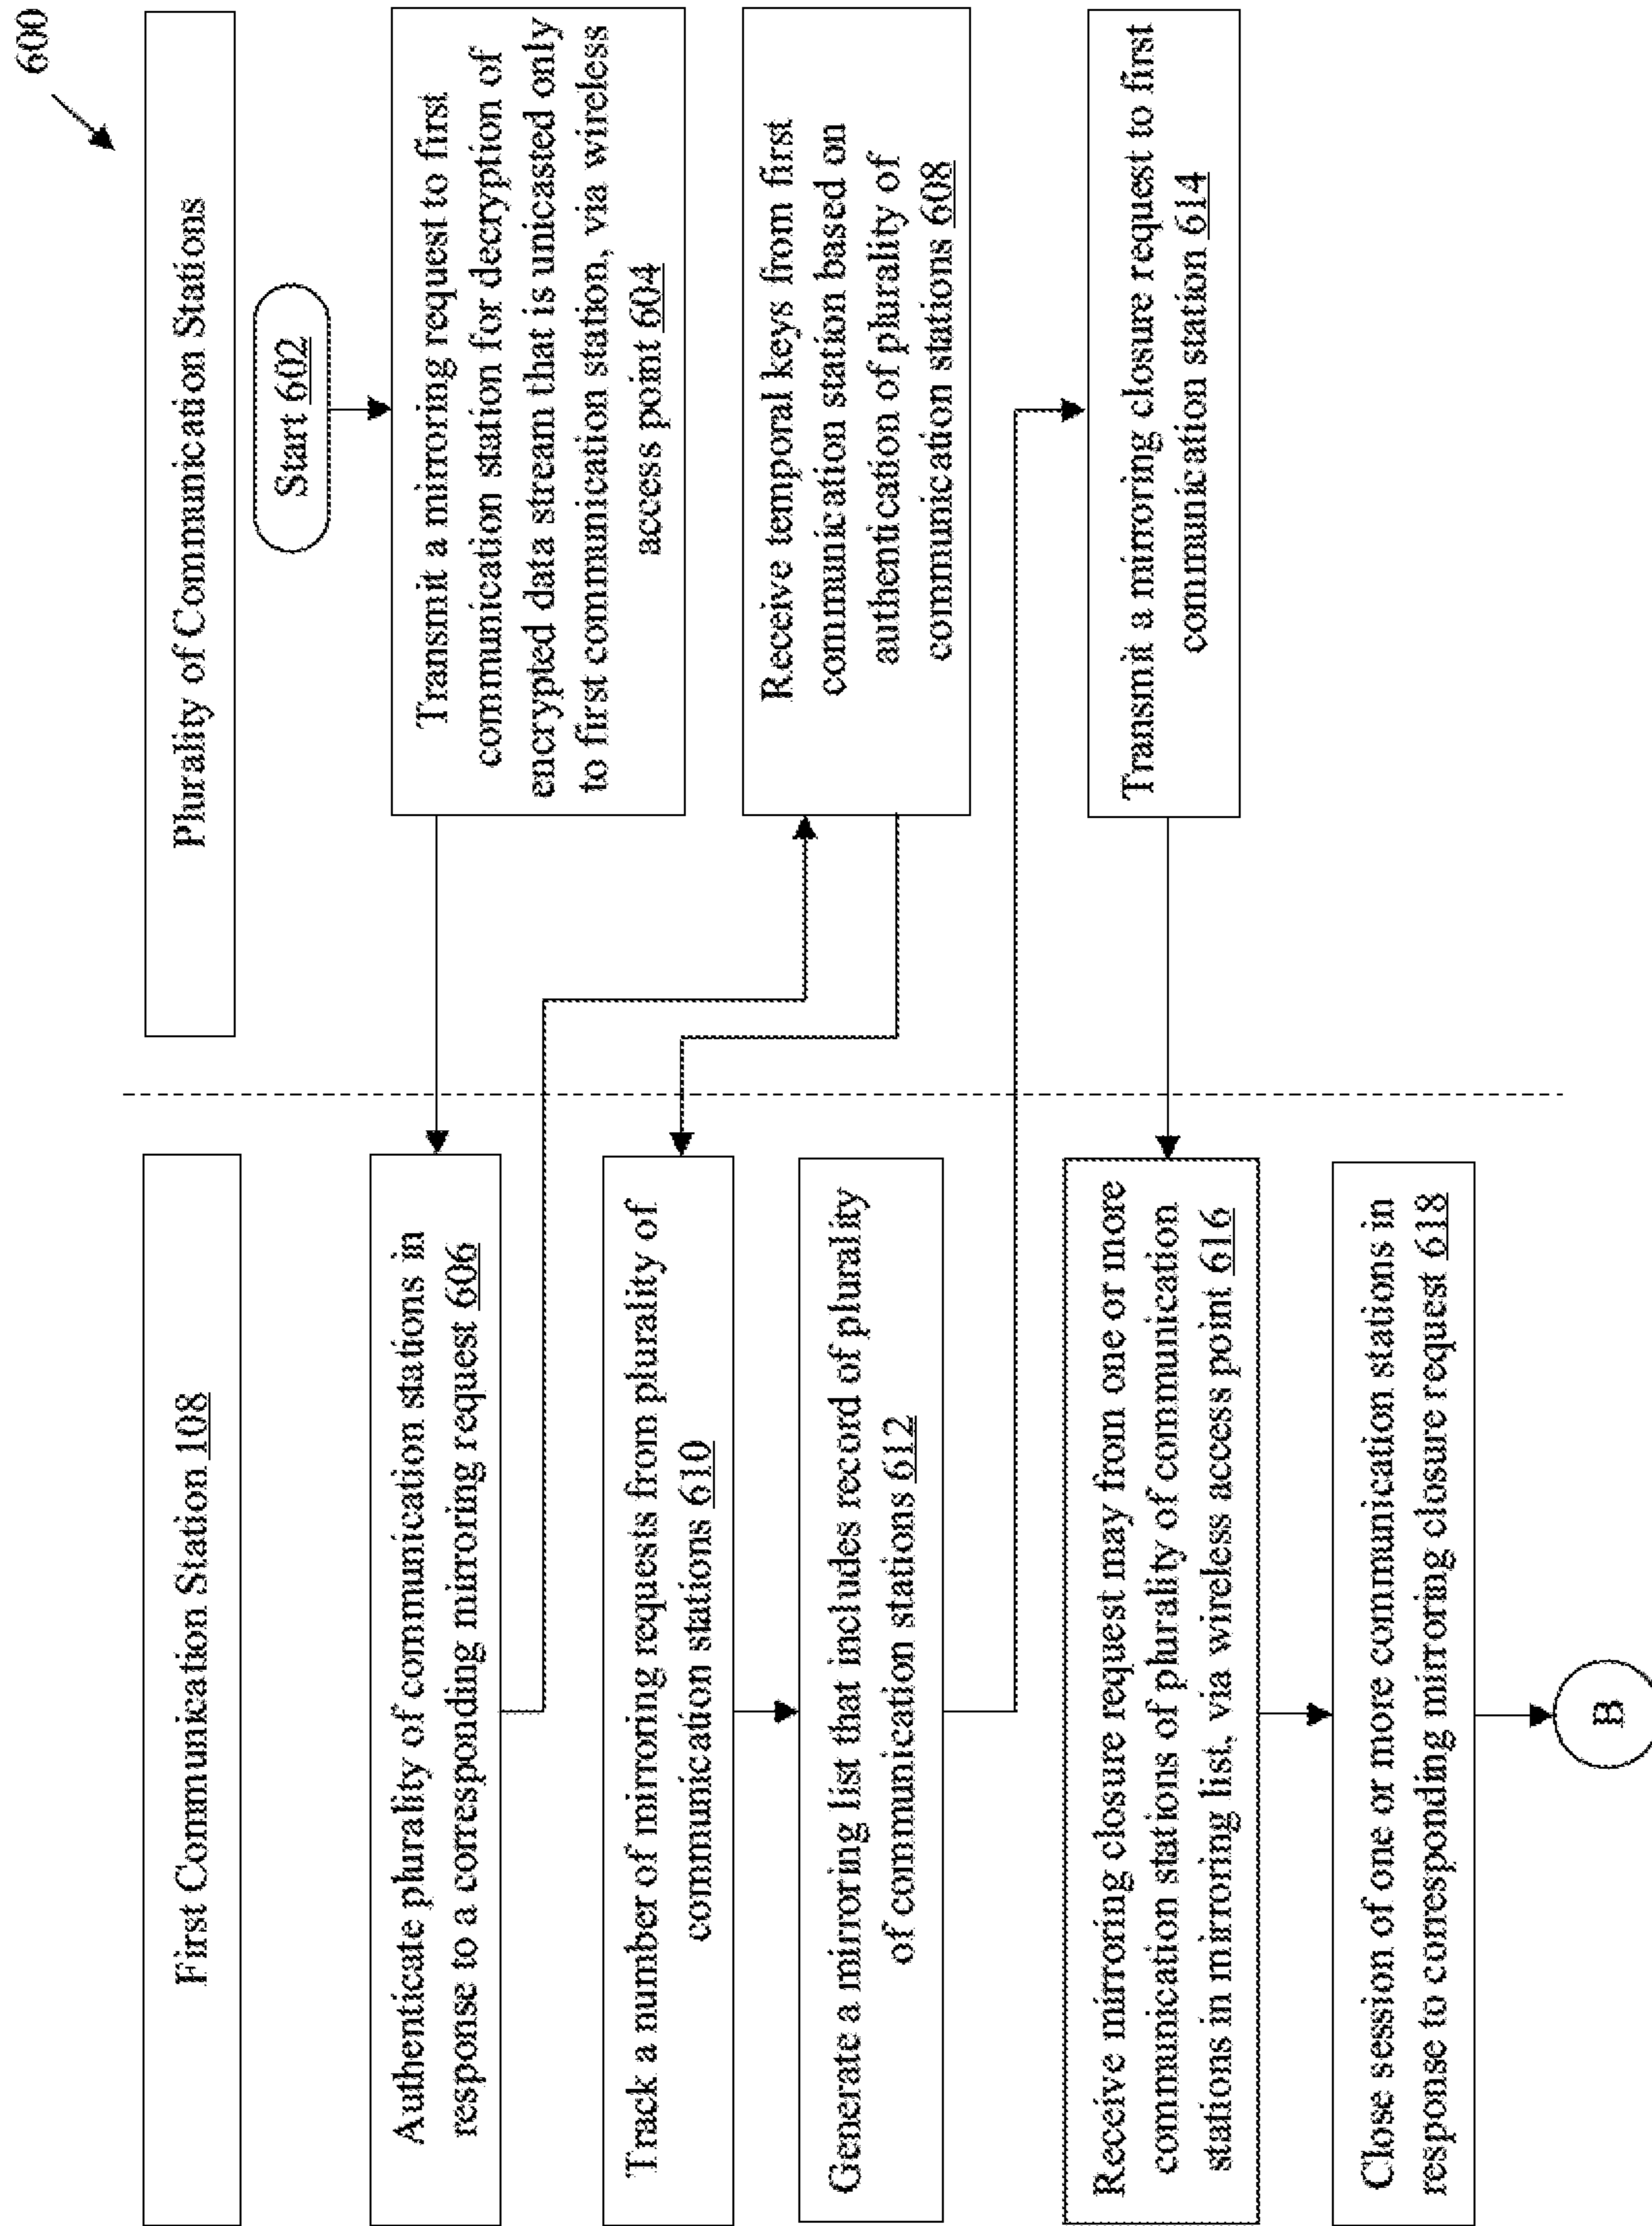 600
First Communication Station 108
Plurality of Communication Stations
Start 602
Transmit a mirroring request to first
communication station for decryption of
encrypted data stream that is unicasted only
to first communication station, via wireless
access point 604
Authenticate plurality of communication stations in
response to a corresponding mirroring request 606
Receive temporal keys from first
communication station based on
authentication of plurality of
communication stations 608
Track a number of mirroring requests from plurality of
communication stations 610
Generate a mirroring list that includes record of plurality
of communication stations 612
Transmit a mirroring closure request to first
communication station 614
Receive mirroring closure request may from one or more
communication stations of plurality of communication
stations in mirroring list, via wireless access point 616
Close session of one or more communication stations in
response to corresponding mirroring closure request 618
B